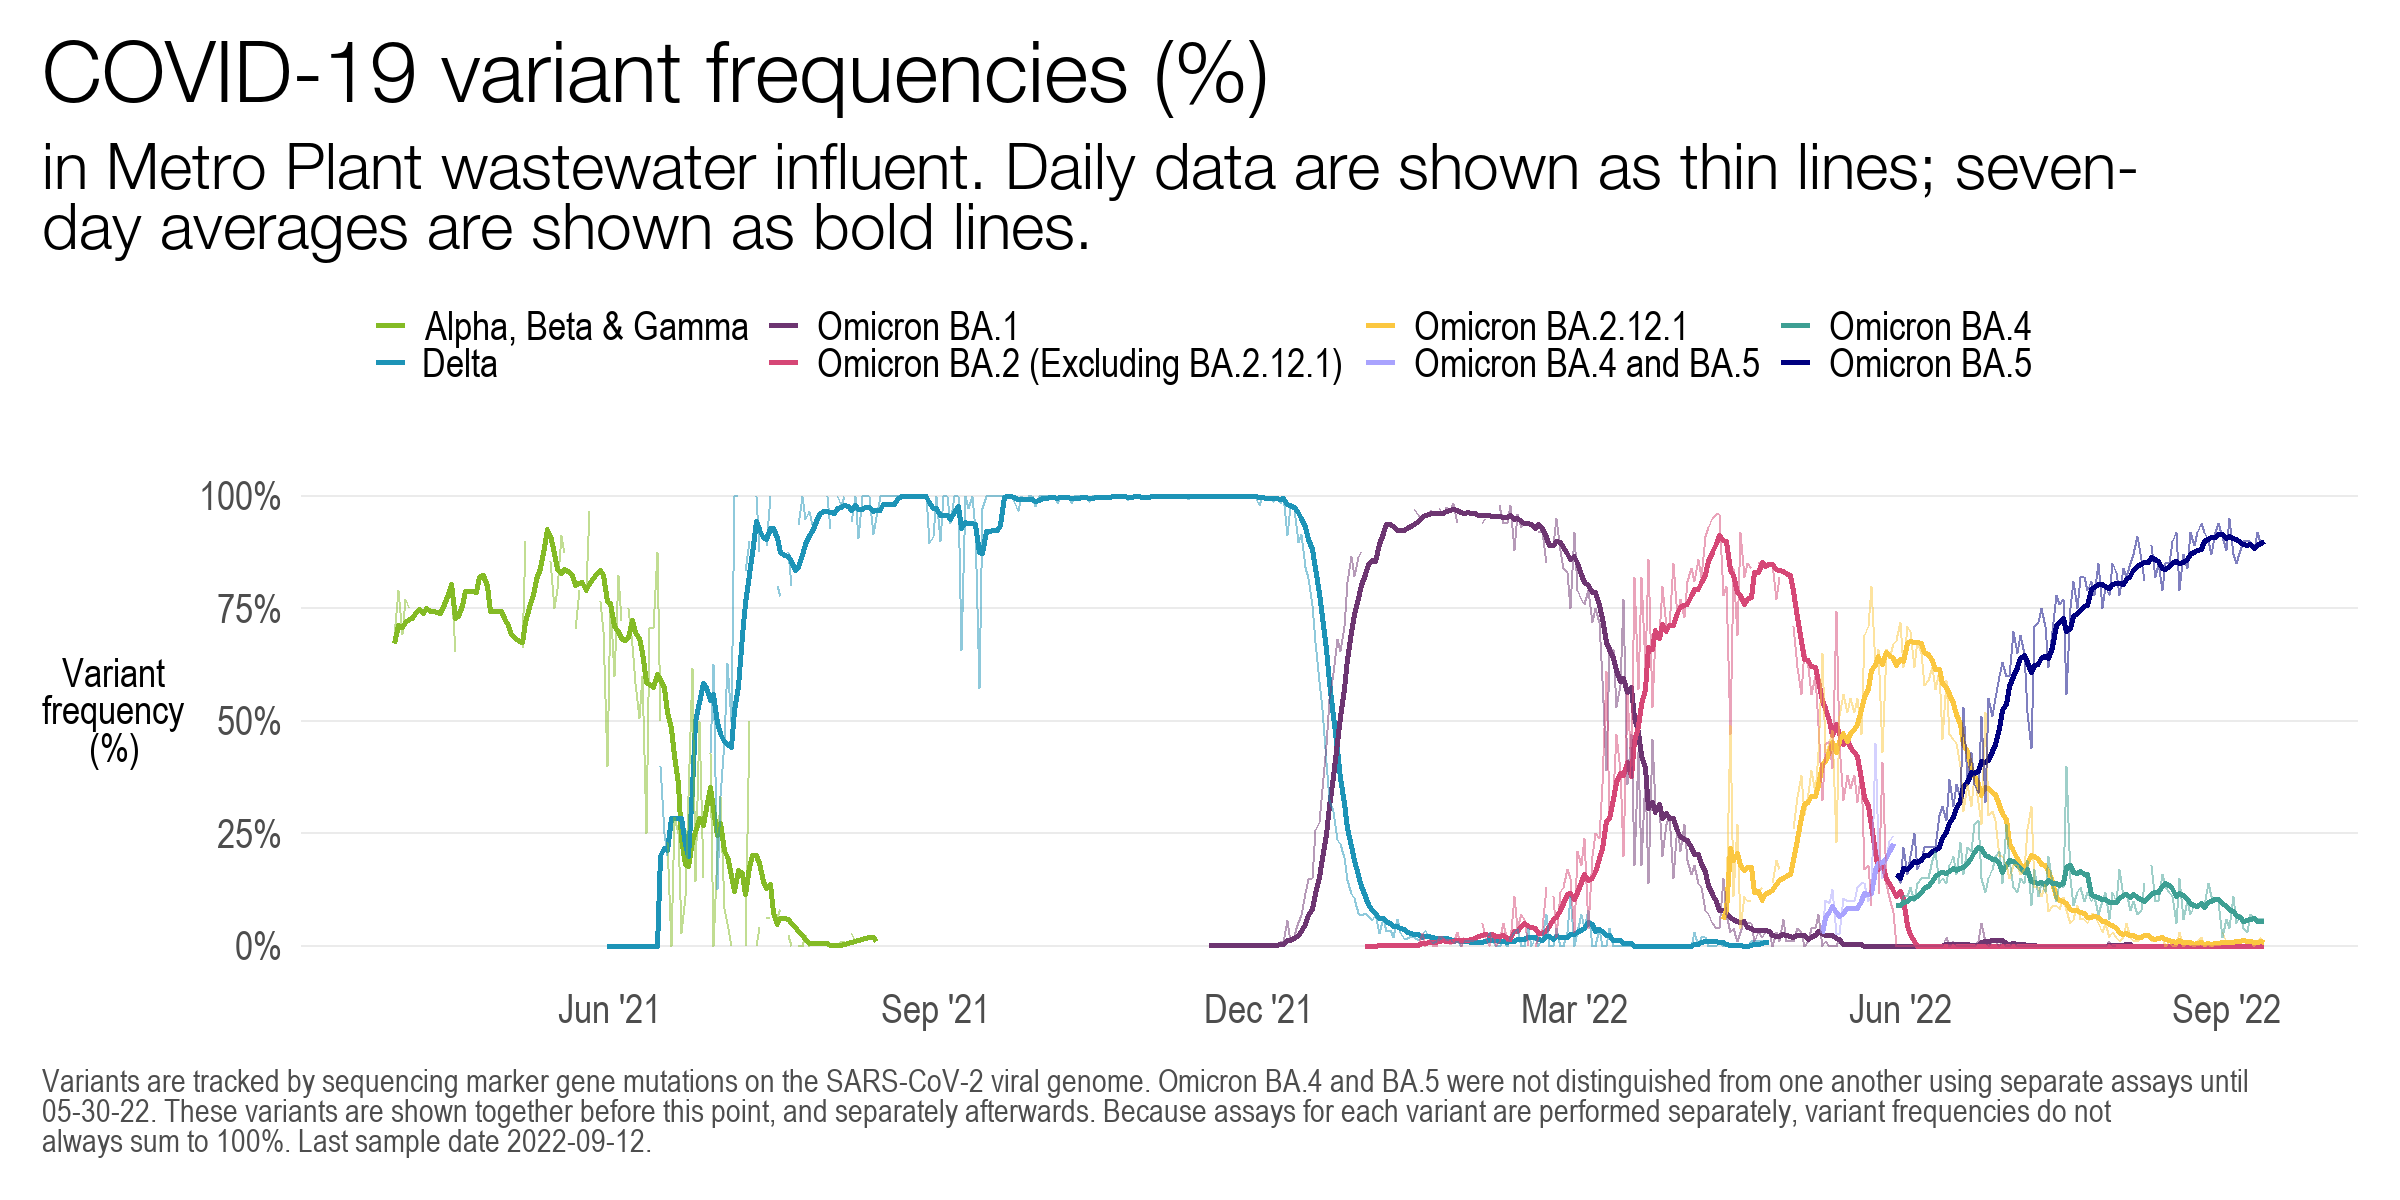 COVID-19 variant frequencies (%)
in Metro Plant wastewater influent. Daily data are shown as thin lines; seven-
day averages are shown as bold lines.
Alpha, Beta & Gamma
Omicron BA.1
Omicron BA.2.12.1
Omicron BA.4
Delta
Omicron BA.2 (Excluding BA.2.12.1)
Omicron BA.4 and BA.5
Omicron BA.5
100%
75%
50%
25%
0%
Variant
frequency
(%)
Jun '21
Sep '21
Dec '21
Mar '22
Jun '22
Sep '22
Variants are tracked by sequencing marker gene mutations on the SARS-CoV-2 viral genome. Omicron BA.4 and BA.5 were not distinguished from one another using separate assays until
05-30-22. These variants are shown together before this point, and separately afterwards. Because assays for each variant are performed separately, variant frequencies do not
always sum to 100%. Last sample date 2022-09-12.